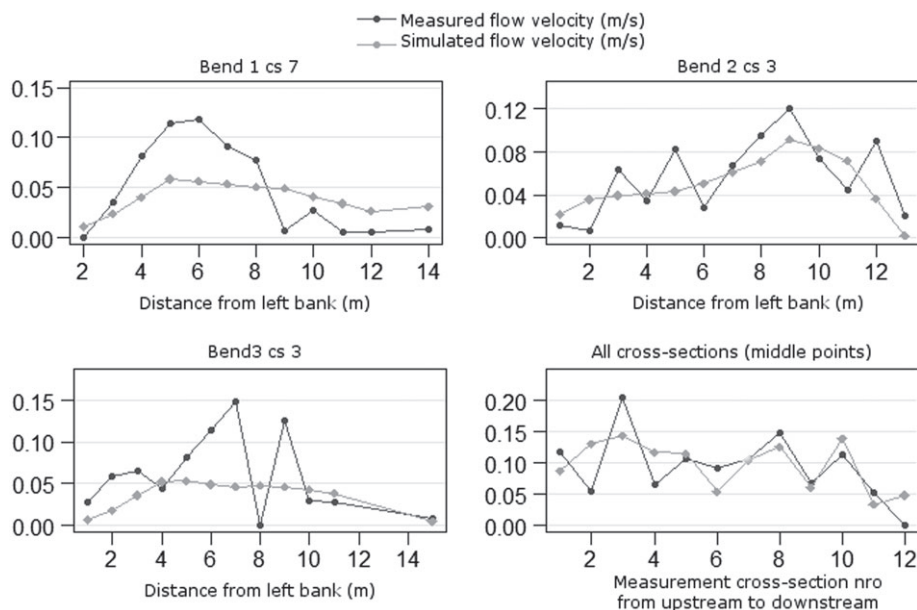 Measured flow velocity (m/s)
Simulated flow velocity (m/s)
Bend 1 cs 7
0.15
0.10
0.05
0.00
2 4 6 8 10 12 14
Distance from left bank (m)
Bend 2 cs 3
0.12
0.08
0.04
0.00
2 4 6 8 10 12
Distance from left bank (m)
Bend3 cs 3
0.15
0.10
0.05
0.00
2 4 6 8 10 12 14
Distance from left bank (m)
All cross-sections (middle points)
0.20
0.15
0.10
0.05
0.00
2 4 6 8 10 12
Measurement cross-section nro
from upstream to downstream